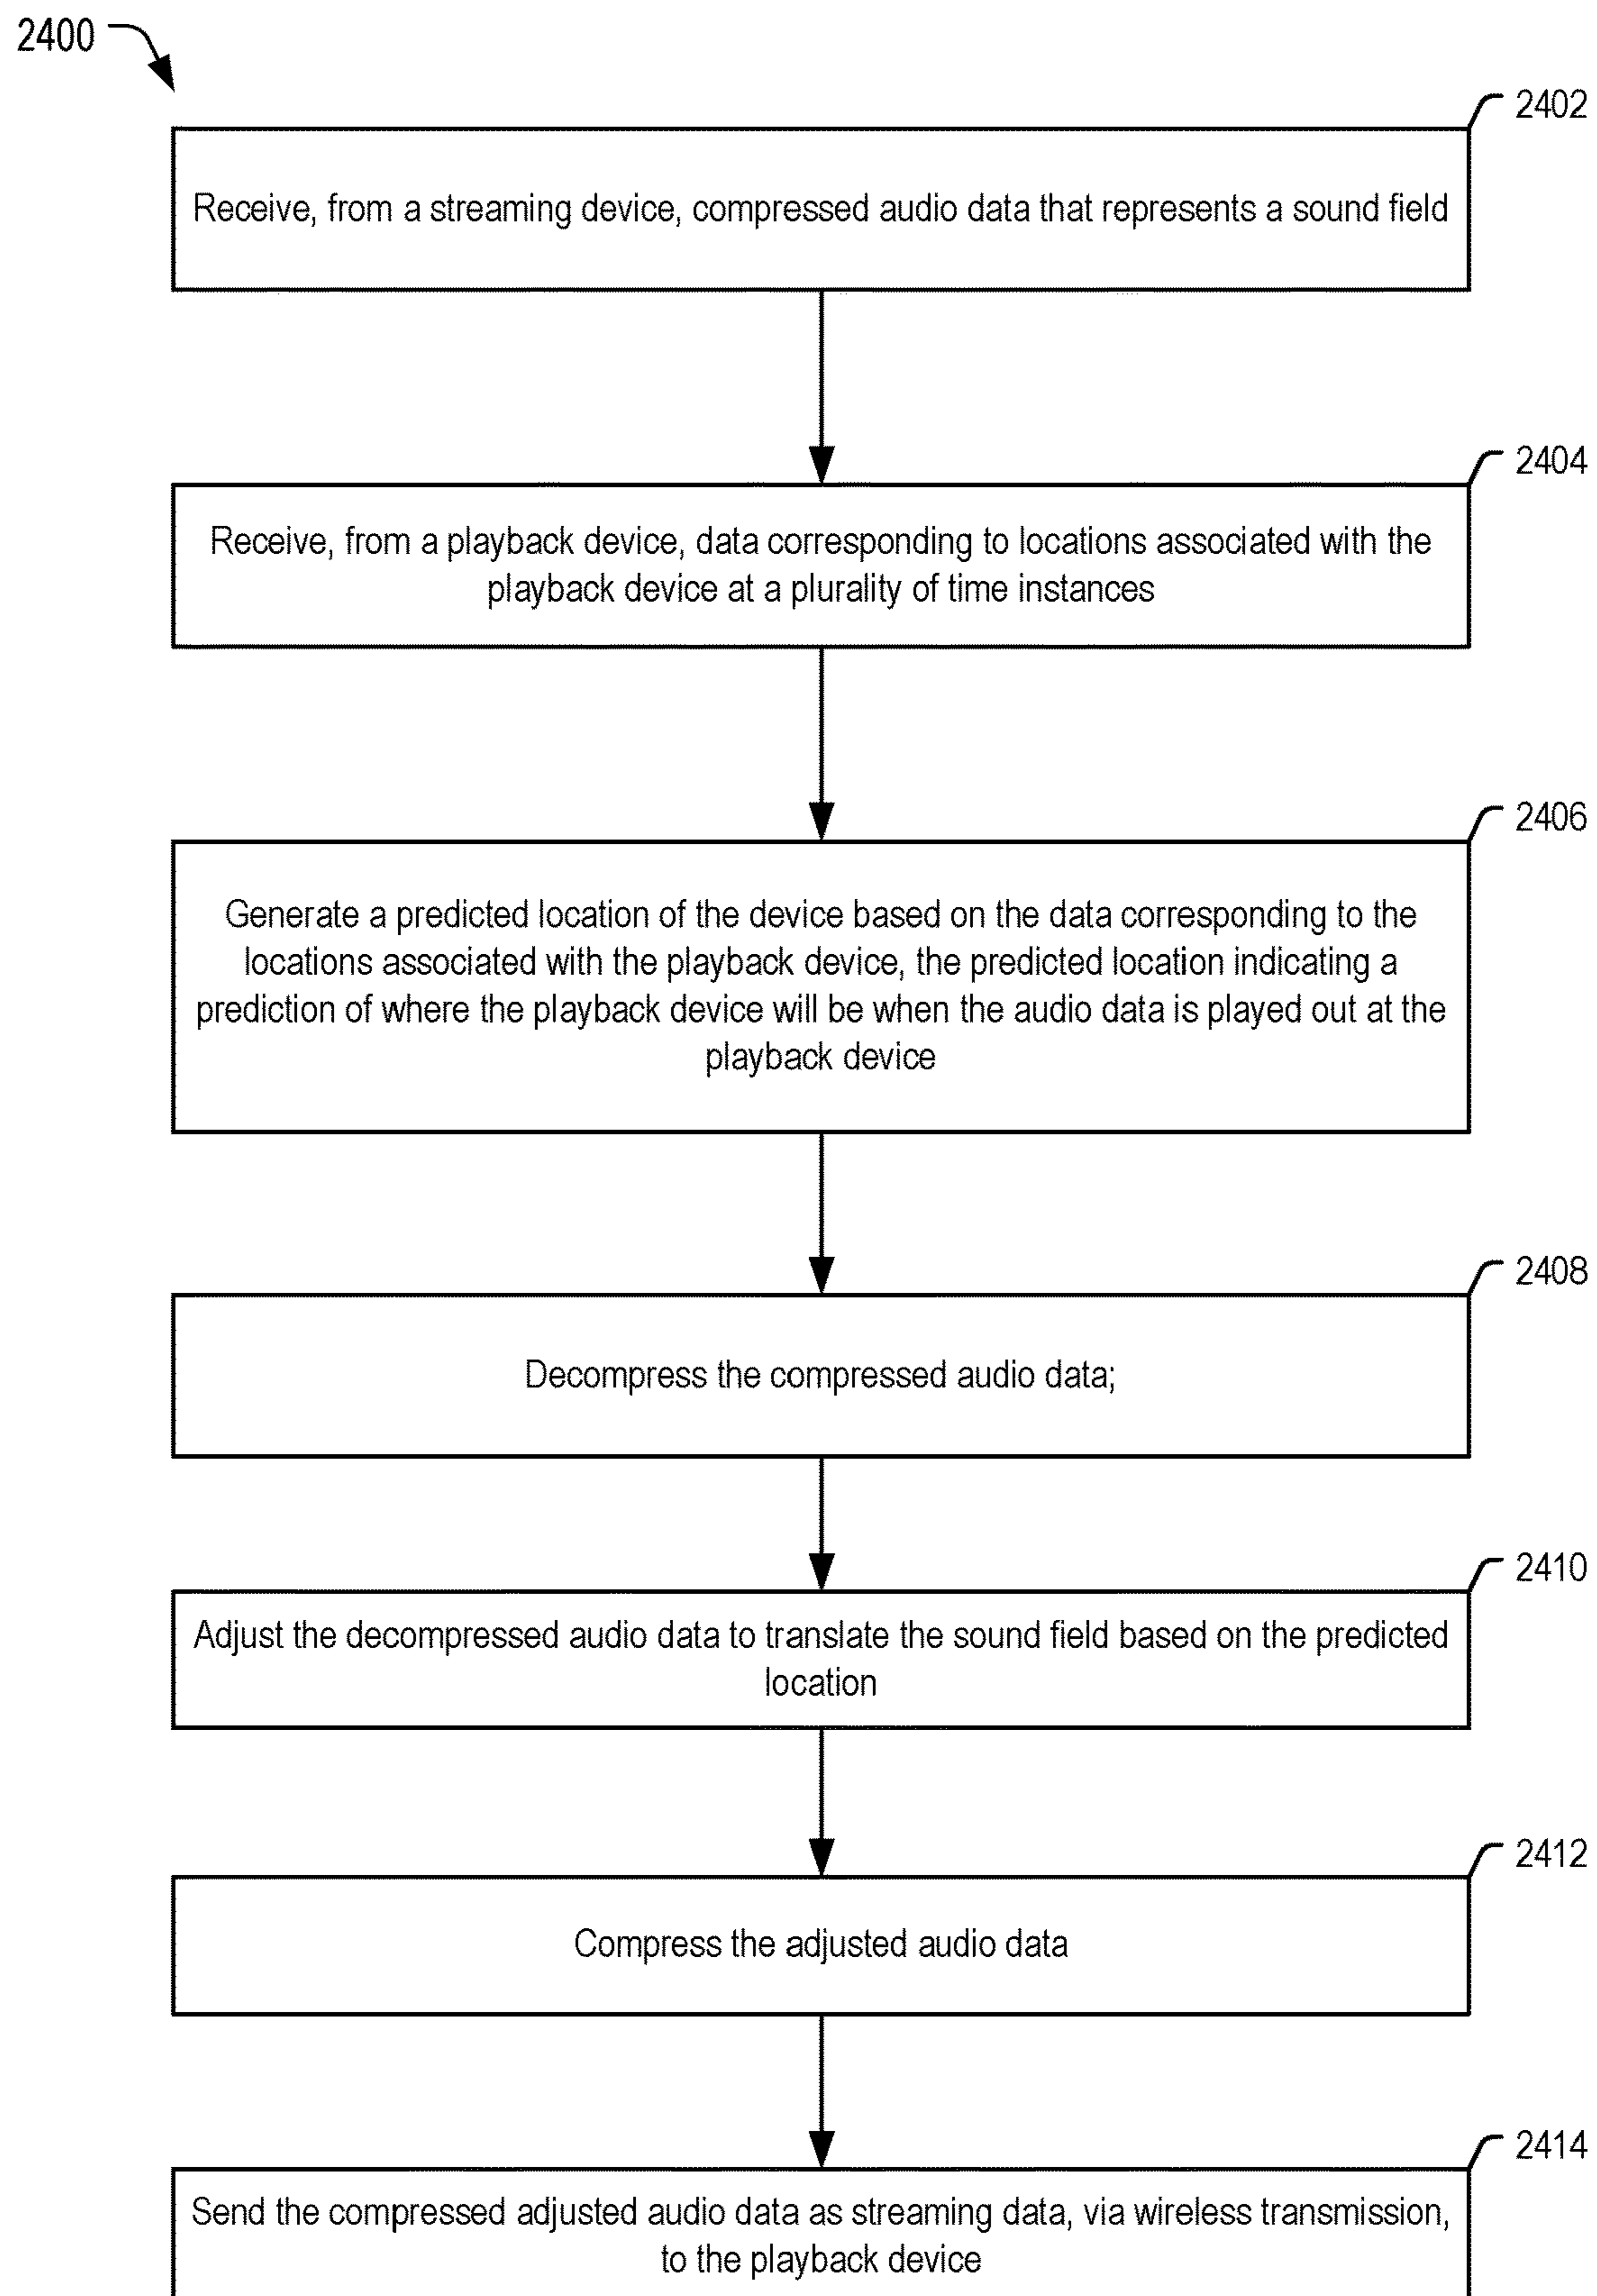 2400
2402
Receive, from a streaming device, compressed audio data that represents a sound field
2404
Receive, from a playback device, data corresponding to locations associated with the
playback device at a plurality of time instances
2406
Generate a predicted location of the device based on the data corresponding to the
locations associated with the playback device, the predicted location indicating a
prediction of where the playback device will be when the audio data is played out at the
playback device
2408
Decompress the compressed audio data;
2410
Adjust the decompressed audio data to translate the sound field based on the predicted
location
2412
Compress the adjusted audio data
2414
Send the compressed adjusted audio data as streaming data, via wireless transmission,
to the playback device